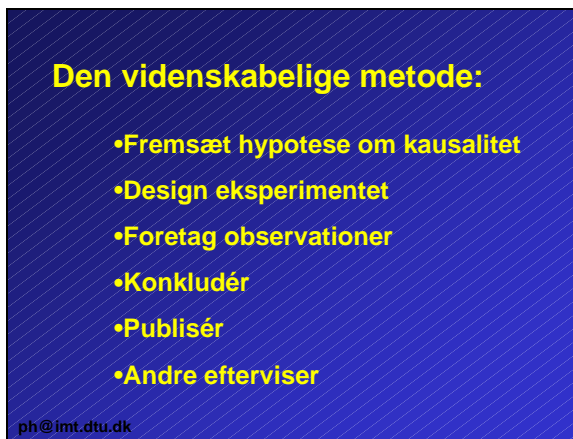 Den videnskabelige metode:
•Fremsæt hypotese om kausalitet
•Design eksperimentet
•Foretag observationer
•Konkludér
•Publisér
•Andre efterviser
ph@imt.dtu.dk